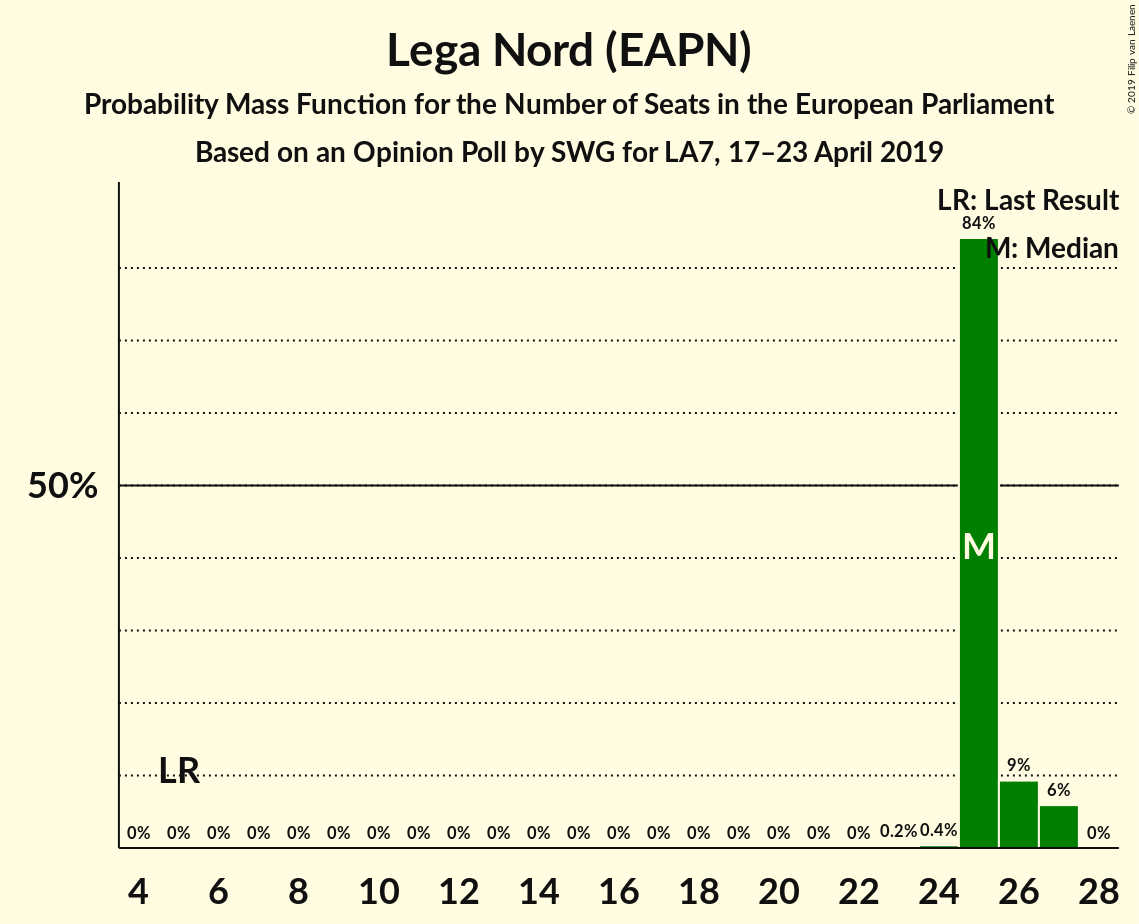 Lega Nord (EAPN)
Probability Mass Function for the Number of Seats in the European Parliament
Based on an Opinion Poll by SWG for LA7, 17–23 April 2019
© 2019 Filip van Laenen
LR: Last Result
M: Median
84%
50%
M
LR
9%
6%
0% 0% 0% 0% 0% 0% 0% 0% 0% 0% 0% 0% 0% 0% 0% 0% 0% 0% 0% 0.2% 0.4% 0%
4 6 8 10 12 14 16 18 20 22 24 26 28